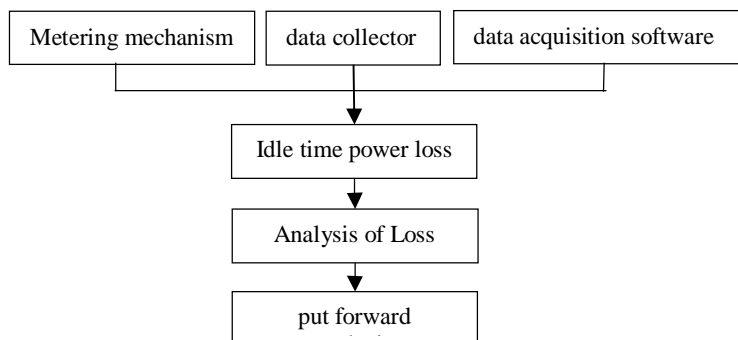 Metering mechanism
data collector
data acquisition software
Idle time power loss
Analysis of Loss
put forward